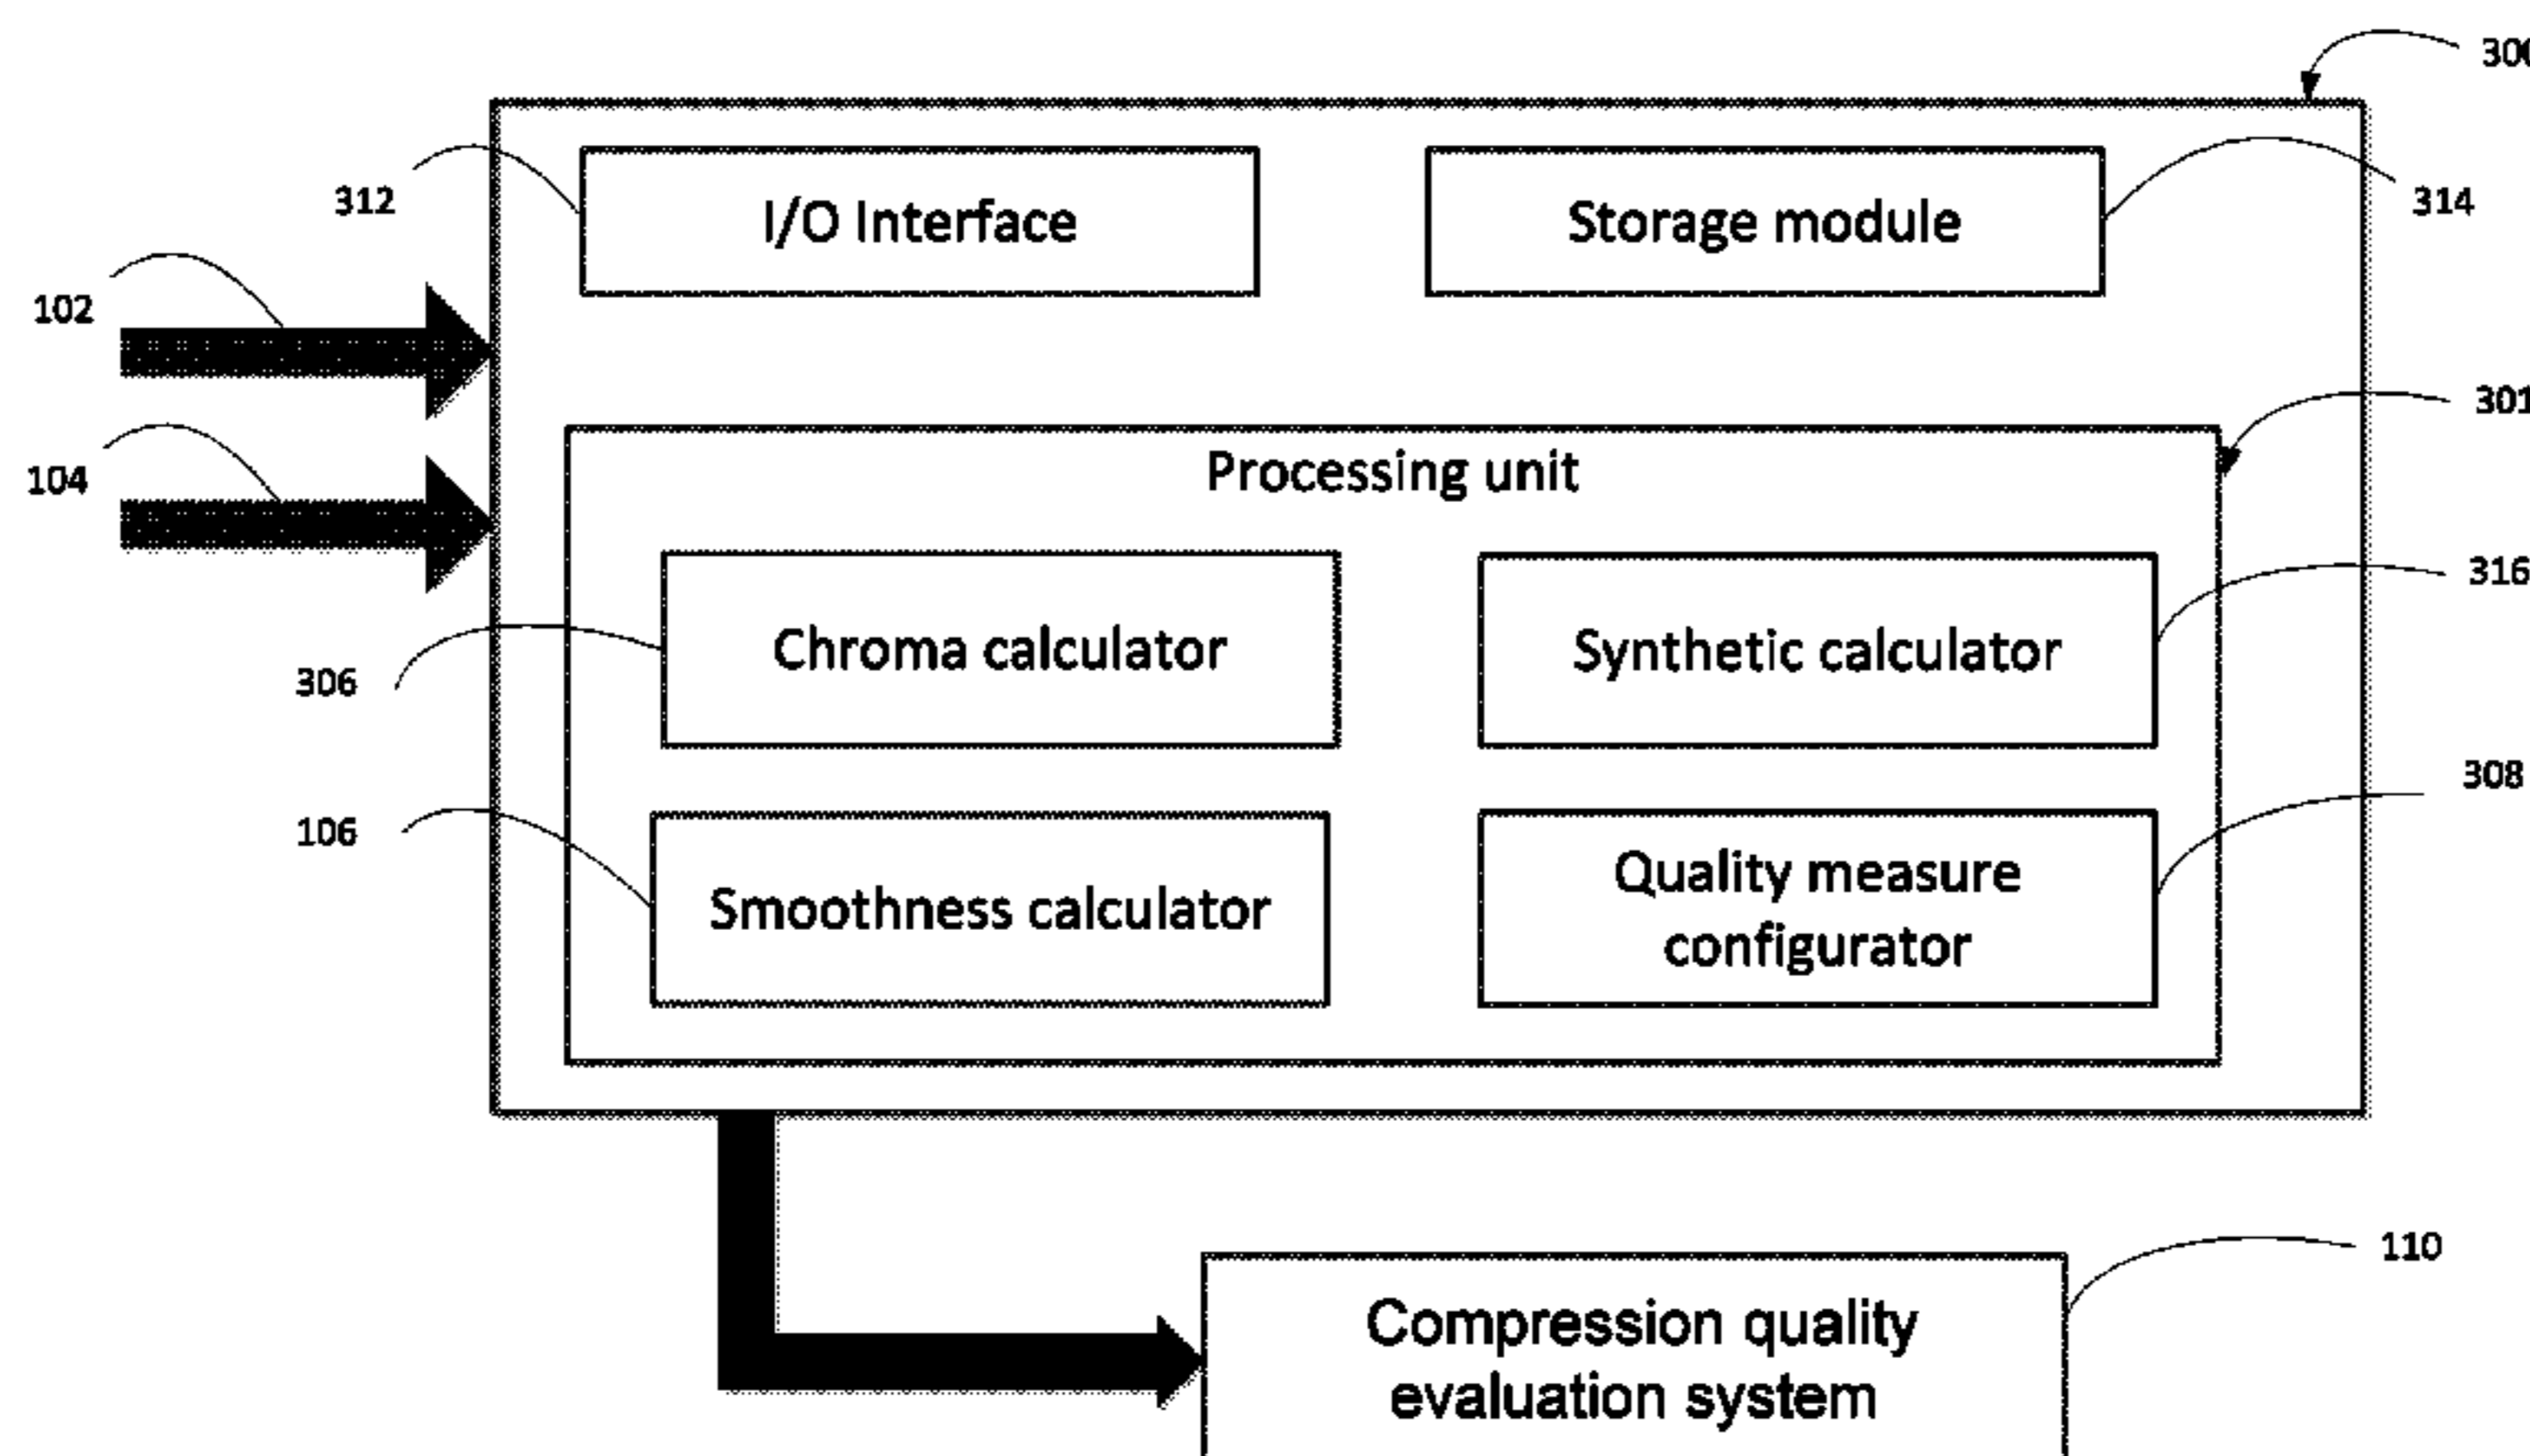 300
312
I/O Interface
Storage module
314
102
301
104
Processing unit
316
Chroma calculator
Synthetic calculator
306
308
106
Smoothness calculator
Quality measure
configurator
110
Compression quality
evaluation system